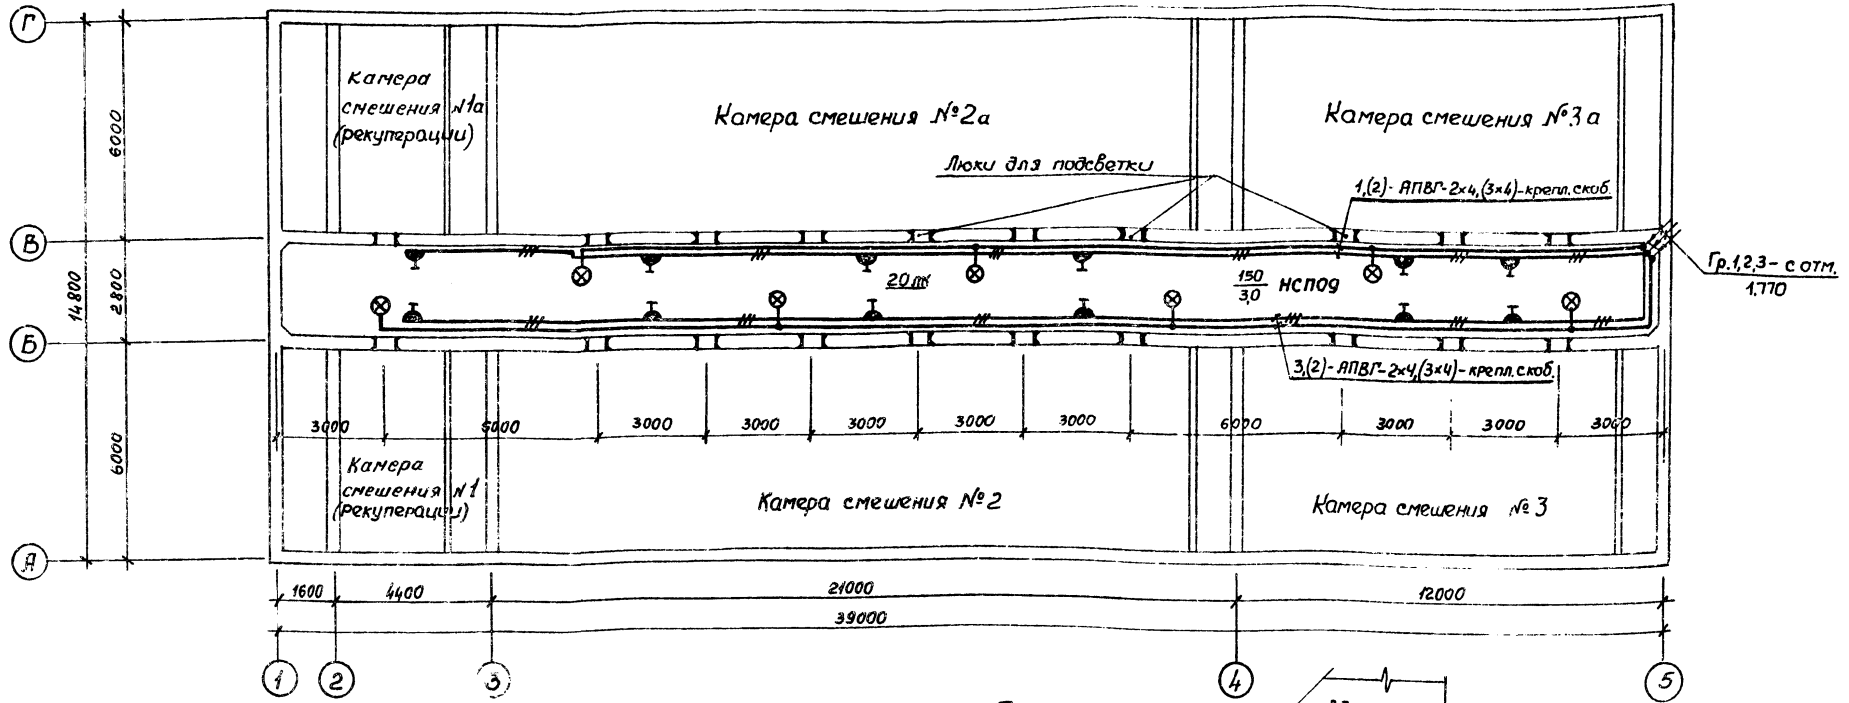 Г
Камера
смешения №1а
(рекуперации)
Камера смешения №2а
Камера смешения №3а
6000
Люки для подсветки
1,(2)-АПВГ-2×4,(3×4)-крепл.скоб.
В
14800
2800
20лк
150
3,0
НСП09
Гр.1,2,3- с отм.
1.770
Б
3,(2)-АПВГ-2×4,(3×4)-крепл.скоб.
3000
6000
3000
3000
3000
3000
3000
6000
3000
3000
3000
6000
Камера
смешения №1
(рекуперации)
Камера смешения №2
Камера смешения №3
А
1600
4400
21000
12000
39000
1
2
3
4
5